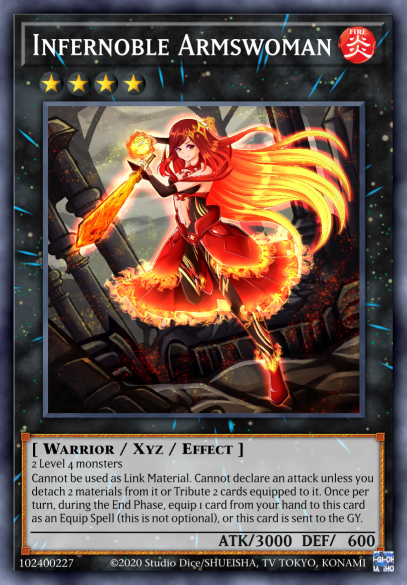 INFERNOBLE ARMSWOMAN
FIRE
炎
[ WARRIOR / XYZ / EFFECT ]
2 Level 4 monsters
Cannot be used as Link Material. Cannot declare an attack unless you
detach 2 materials from it or Tribute 2 cards equipped to it. Once per
turn, during the End Phase, equip 1 card from your hand to this card
as an Equip Spell (this is not optional), or this card is sent to the GY.
ATK/3000 DEF/ 600
102400227 ©2020 Studio Dice/SHUEISHA, TV TOKYO, KONAMI